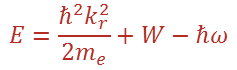 E = ħ²k_r²/2m_e + W − ħω